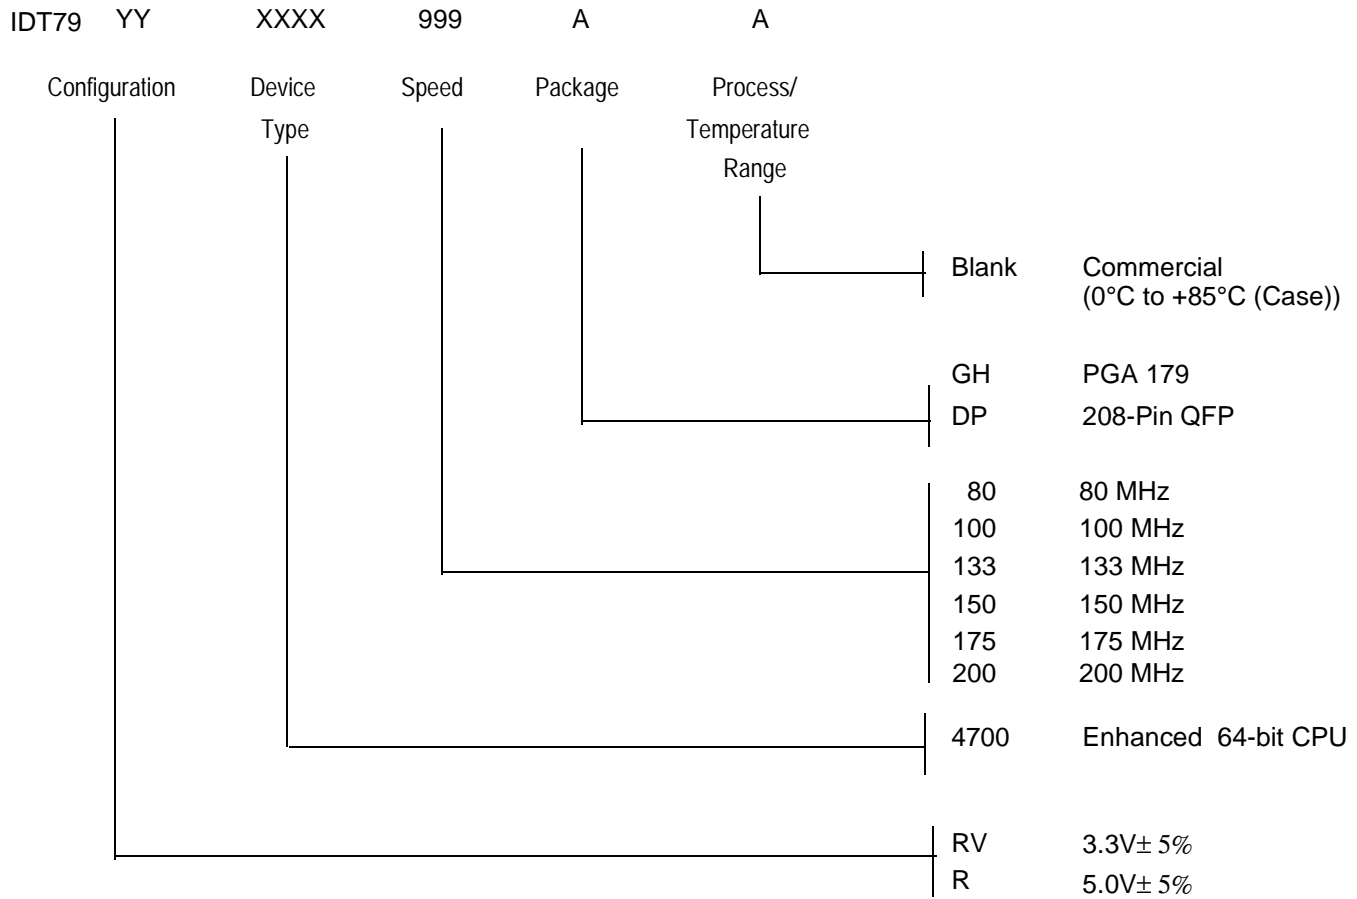 IDT79 YY XXXX 999 A A
Configuration Device Speed Package Process/
Type Temperature
Range
Blank Commercial
(0°C to +85°C (Case))
GH PGA 179
DP 208-Pin QFP
80 80 MHz
100 100 MHz
133 133 MHz
150 150 MHz
175 175 MHz
200 200 MHz
4700 Enhanced 64-bit CPU
RV 3.3V± 5%
R 5.0V± 5%